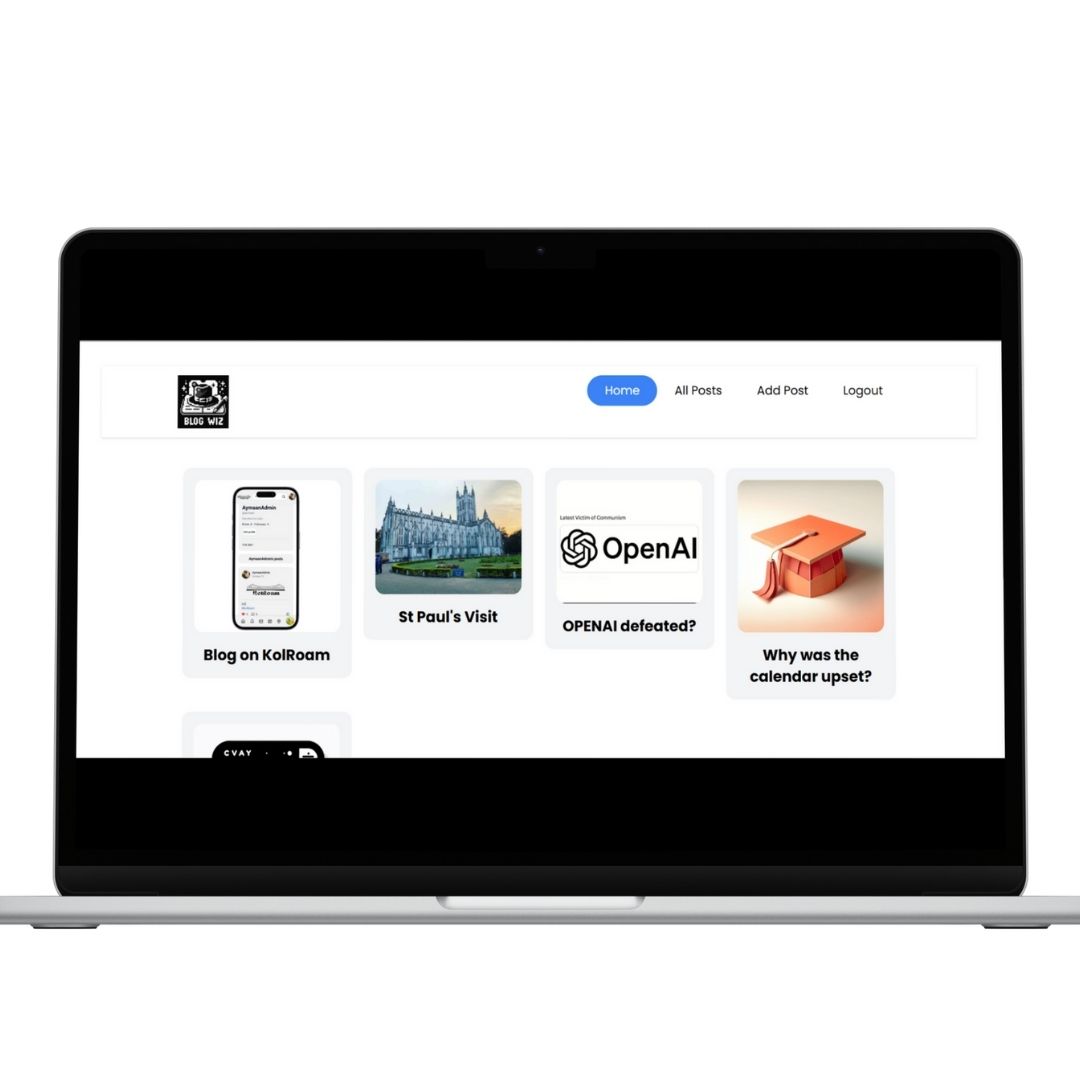 BLOG WIZ
Home
All Posts
Add Post
Logout
AymaanAdmin
AymaanAdmin posts
Blog on KolRoam
St Paul's Visit
Latest Victim of Communism
OpenAI
OPENAI defeated?
Why was the
calendar upset?
CVAY